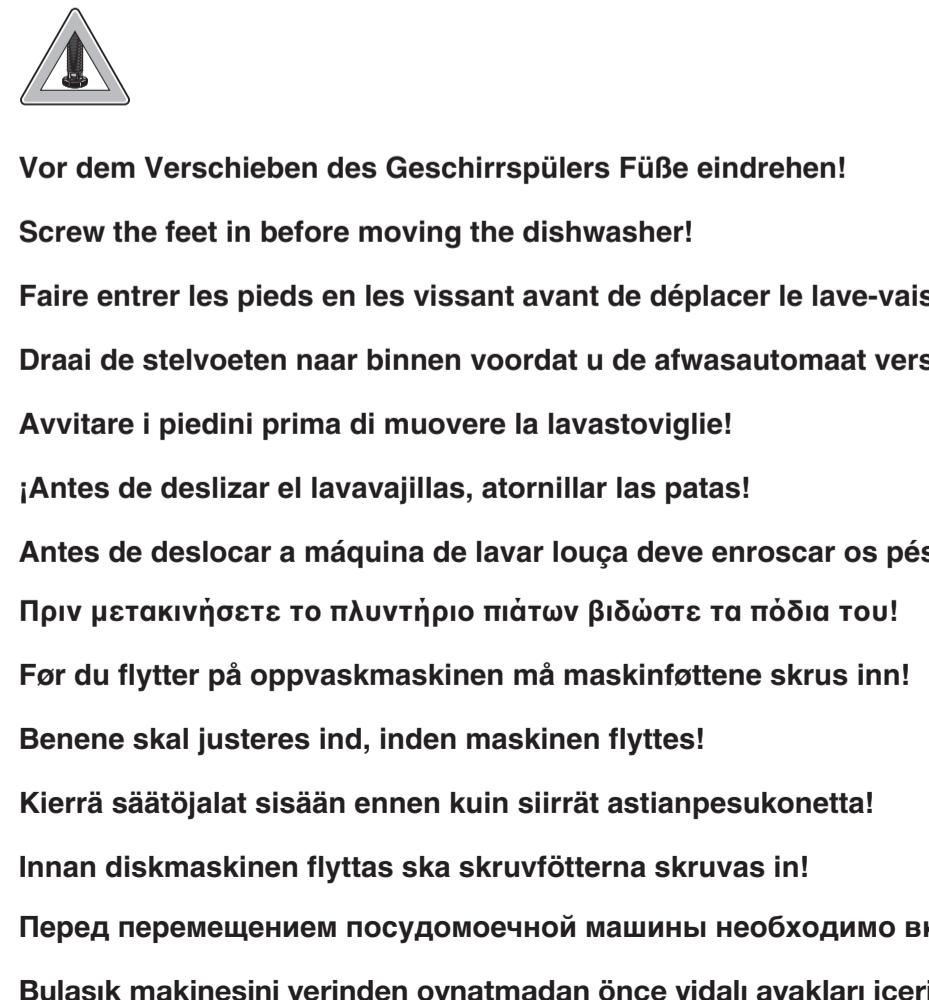 Vor dem Verschieben des Geschirrspülers Füße eindrehen!
Screw the feet in before moving the dishwasher!
Faire entrer les pieds en les vissant avant de déplacer le
Draai de stelvoeten naar binnen voordat u de afwasautomaat
Avvitare i piedini prima di muovere la lavastoviglie!
¡Antes de deslizar el lavavajillas, atornillar las patas!
Antes de deslocar a máquina de lavar louça deve enroscar os pés
Πριν μετακινήσετε το πλυντήριο πιάτων βιδώστε τα πόδια του!
Før du flytter på oppvaskmaskinen må maskinføttene skrus inn!
Benene skal justeres ind, inden maskinen flyttes!
Kierrä säätöjalat sisään ennen kuin siirrät astianpesukonetta!
Innan diskmaskinen flyttas ska skruvfötterna skruvas in!
Перед перемещением посудомоечной машины необходимо
Bulaşık makinesini yerinden oynatmadan önce vidalı ayakları